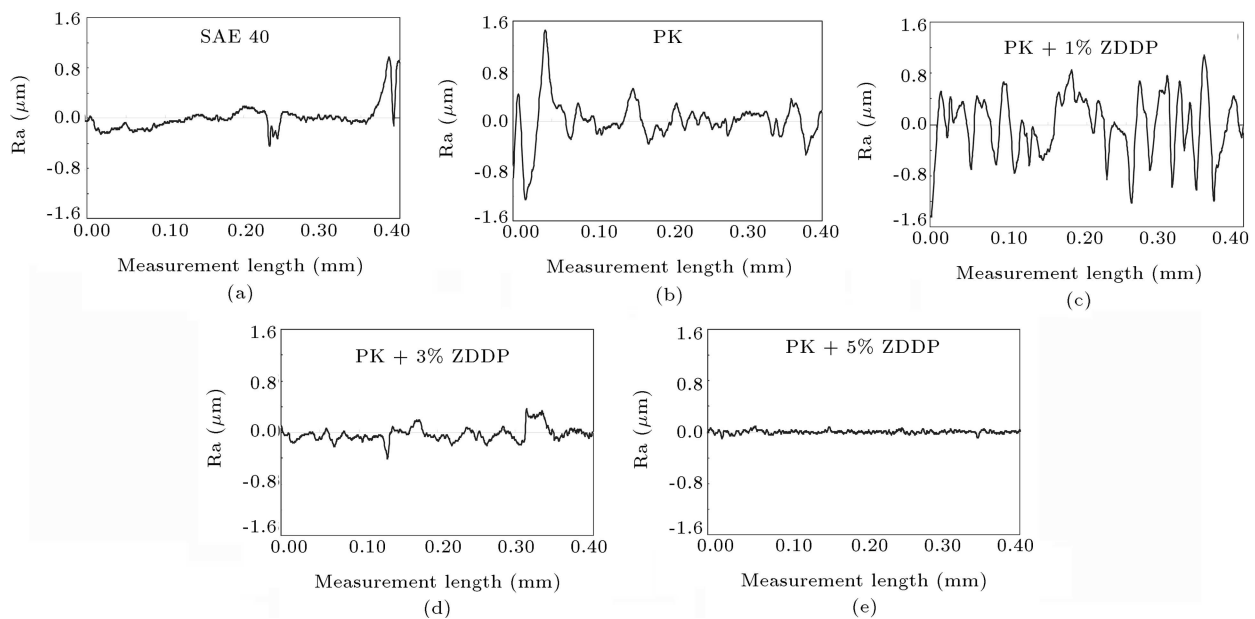 1.6
SAE 40
0.8
0.0
-0.8
-1.6
Ra (μm)
0.00 0.10 0.20 0.30 0.40
Measurement length (mm)
(a)
1.6
PK
0.8
0.0
-0.8
-1.6
Ra (μm)
0.00 0.10 0.20 0.30 0.40
Measurement length (mm)
(b)
1.6
PK + 1% ZDDP
0.8
0.0
-0.8
-1.6
Ra (μm)
0.00 0.10 0.20 0.30 0.40
Measurement length (mm)
(c)
1.6
PK + 3% ZDDP
0.8
0.0
-0.8
-1.6
Ra (μm)
0.00 0.10 0.20 0.30 0.40
Measurement length (mm)
(d)
1.6
PK + 5% ZDDP
0.8
0.0
-0.8
-1.6
Ra (μm)
0.00 0.10 0.20 0.30 0.40
Measurement length (mm)
(e)